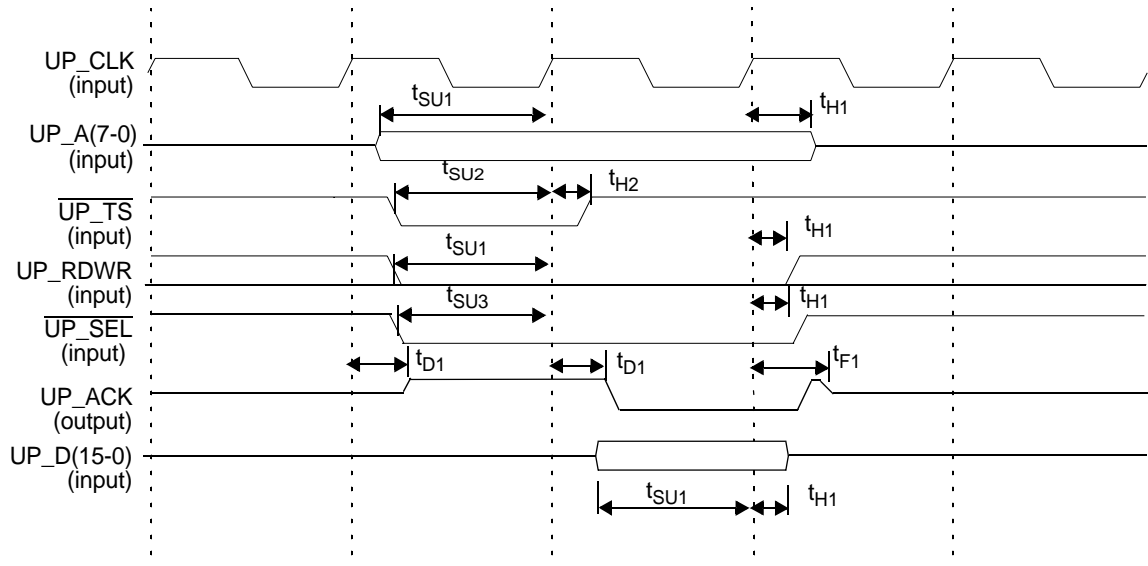 UP_CLK
(input)
tSU1
tH1
UP_A(7-0)
(input)
tSU2
tH2
UP_TS
(input)
tSU1
tH1
UP_RDWR
(input)
tSU3
tH1
UP_SEL
(input)
tD1
tD1
tF1
UP_ACK
(output)
UP_D(15-0)
(input)
tSU1
tH1